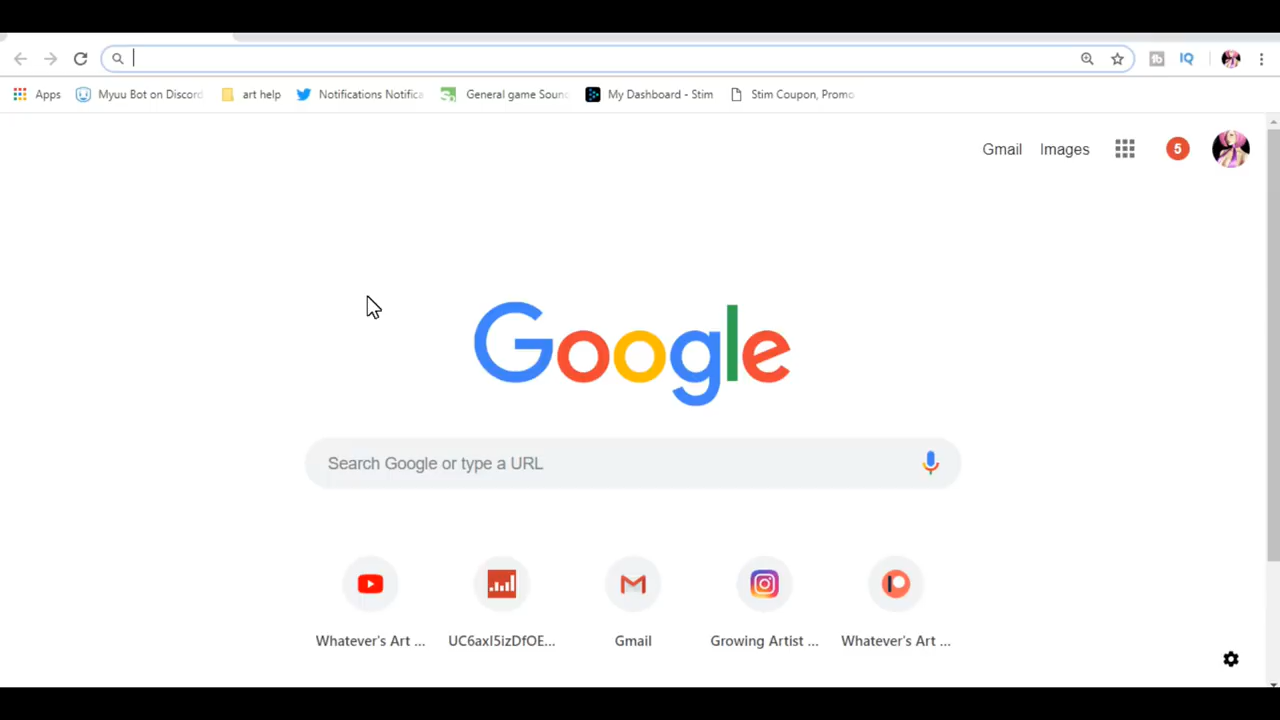 IQ
Apps Myuu Bot on Discord art help Notifications Notifica General game Soun My Dashboard - Stim Stim Coupon, Promo
Gmail Images 5
Google
Search Google or type a URL
Whatever's Art ... UC6axI5izDfOE... Gmail Growing Artist ... Whatever's Art ...